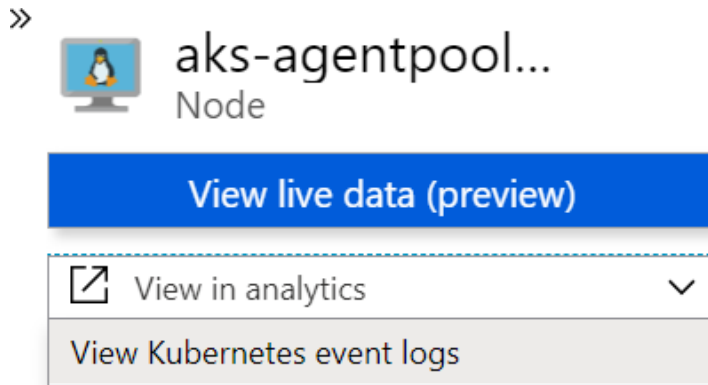 aks-agentpool...
Node
View live data (preview)
View in analytics
View Kubernetes event logs